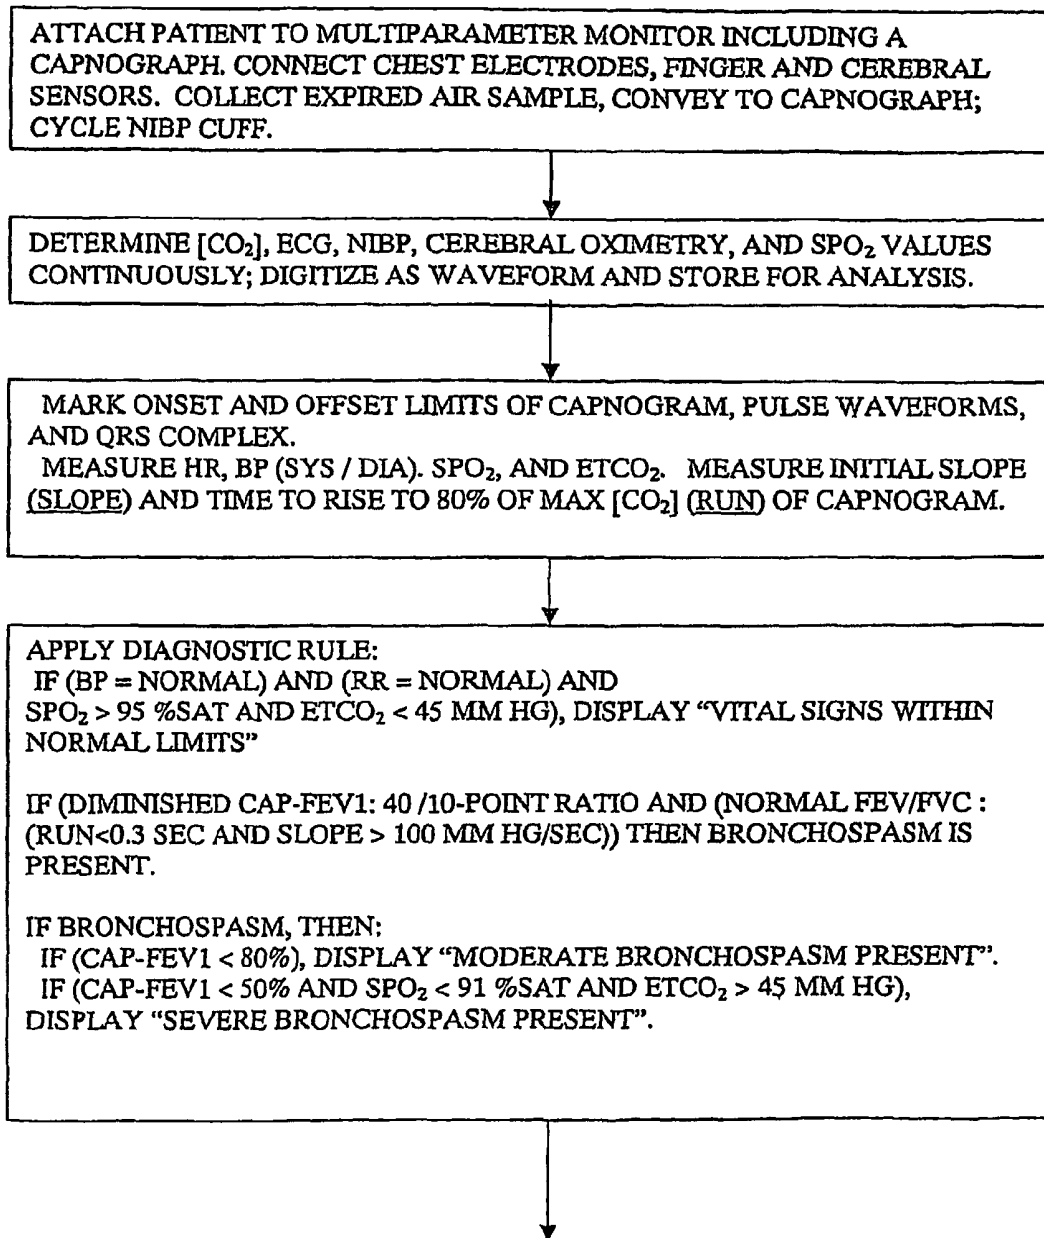 ATTACH PATIENT TO MULTIPARAMETER MONITOR INCLUDING A
CAPNOGRAPH. CONNECT CHEST ELECTRODES, FINGER AND CEREBRAL
SENSORS. COLLECT EXPIRED AIR SAMPLE, CONVEY TO CAPNOGRAPH;
CYCLE NIBP CUFF.
DETERMINE [CO₂], ECG, NIBP, CEREBRAL OXIMETRY, AND SPO₂ VALUES
CONTINUOUSLY; DIGITIZE AS WAVEFORM AND STORE FOR ANALYSIS.
MARK ONSET AND OFFSET LIMITS OF CAPNOGRAM, PULSE WAVEFORMS,
AND QRS COMPLEX.
MEASURE HR, BP (SYS / DIA). SPO₂, AND ETCO₂. MEASURE INITIAL SLOPE
(SLOPE) AND TIME TO RISE TO 80% OF MAX [CO₂] (RUN) OF CAPNOGRAM.
APPLY DIAGNOSTIC RULE:
IF (BP = NORMAL) AND (RR = NORMAL) AND
SPO₂ > 95 %SAT AND ETCO₂ < 45 MM HG), DISPLAY “VITAL SIGNS WITHIN
NORMAL LIMITS”
IF (DIMINISHED CAP-FEV1: 40 /10-POINT RATIO AND (NORMAL FEV/FVC :
(RUN<0.3 SEC AND SLOPE > 100 MM HG/SEC)) THEN BRONCHOSPASM IS
PRESENT.
IF BRONCHOSPASM, THEN:
IF (CAP-FEV1 < 80%), DISPLAY “MODERATE BRONCHOSPASM PRESENT”.
IF (CAP-FEV1 < 50% AND SPO₂ < 91 %SAT AND ETCO₂ > 45 MM HG),
DISPLAY “SEVERE BRONCHOSPASM PRESENT”.